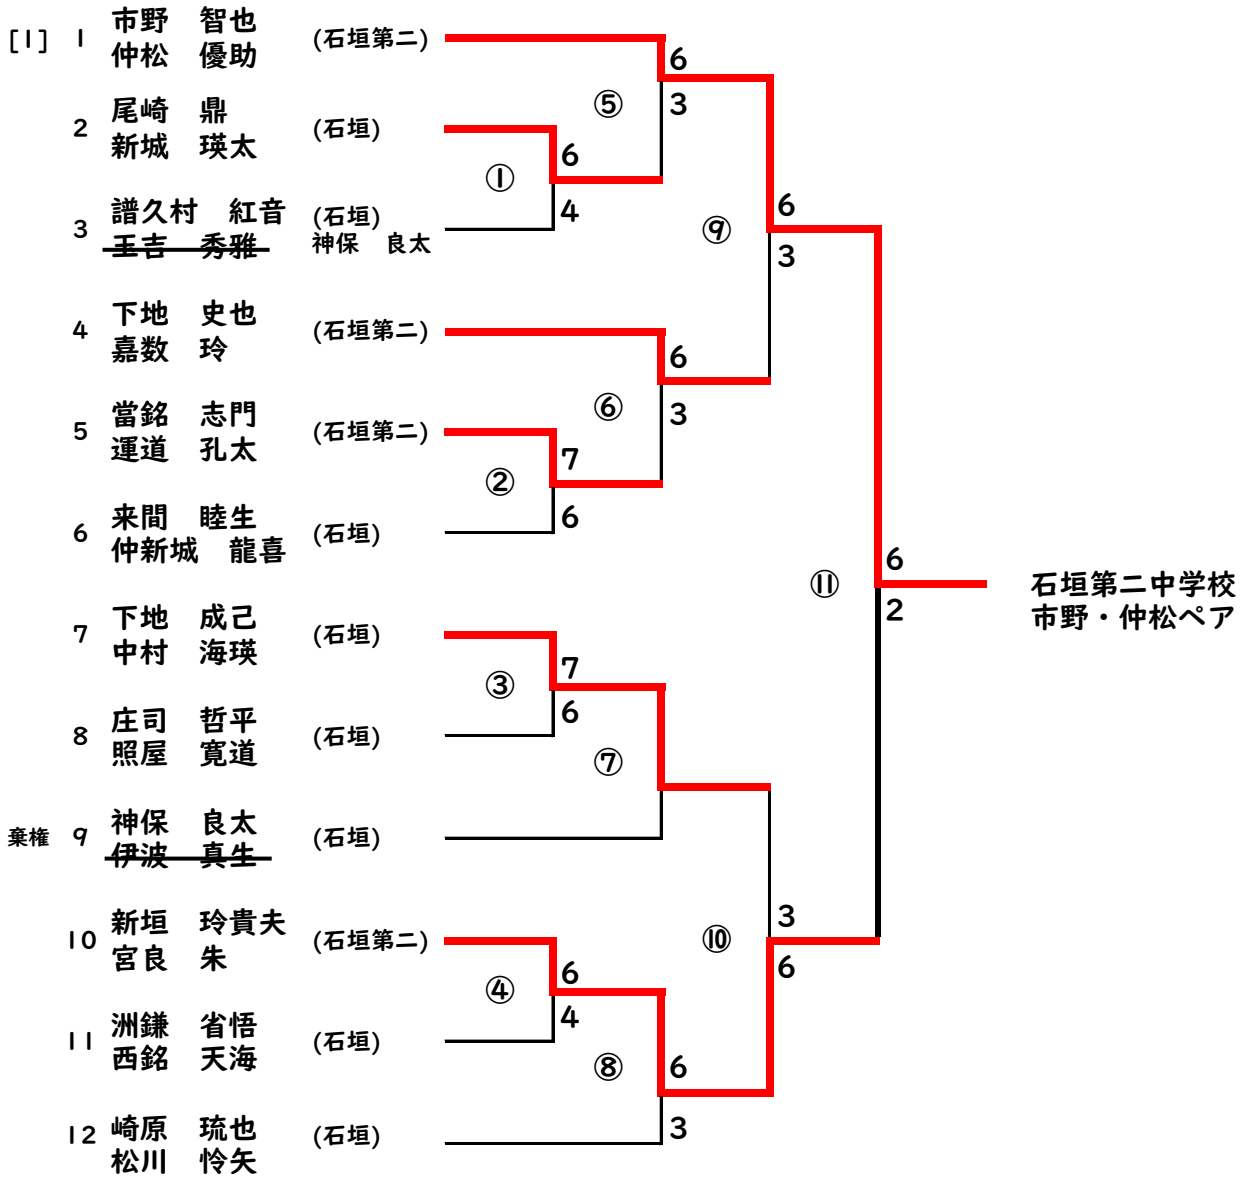 [1] 1 市野 智也 (石垣第二)
仲松 優助
6
⑤ 3
2 尾崎 鼎 (石垣)
新城 瑛太
① 6
4
3 譜久村 紅音 (石垣)
玉吉 秀雅 神保 良太
⑨ 6
3
4 下地 史也 (石垣第二)
嘉数 玲
6
⑥ 3
5 當銘 志門 (石垣第二)
運道 孔太
② 7
6
6 来間 睦生 (石垣)
仲新城 龍喜
⑪ 6
2
石垣第二中学校
市野・仲松ペア
7 下地 成己 (石垣)
中村 海瑛
③ 7
6
8 庄司 哲平 (石垣)
照屋 寛道
⑦
棄権 9 神保 良太 (石垣)
伊波 真生
10 新垣 玲貴夫 (石垣第二)
宮良 朱
⑩ 3
6
④ 6
4
11 洲鎌 省悟 (石垣)
西銘 天海
⑧ 6
3
12 崎原 琉也 (石垣)
松川 怜矢